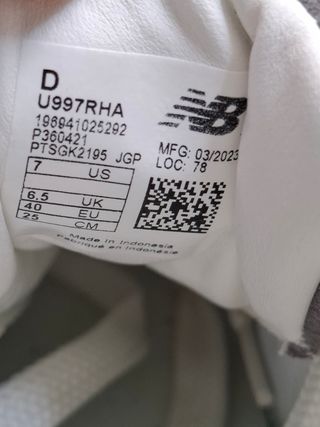 D
U997RHA
196941025292
P360421
PTSGK2195 JGP
MFG: 03/2023
LOC: 78
7 US
6.5 UK
40 EU
25 CM
Made in Indonesia
Fabriqué en Indonésie
NB